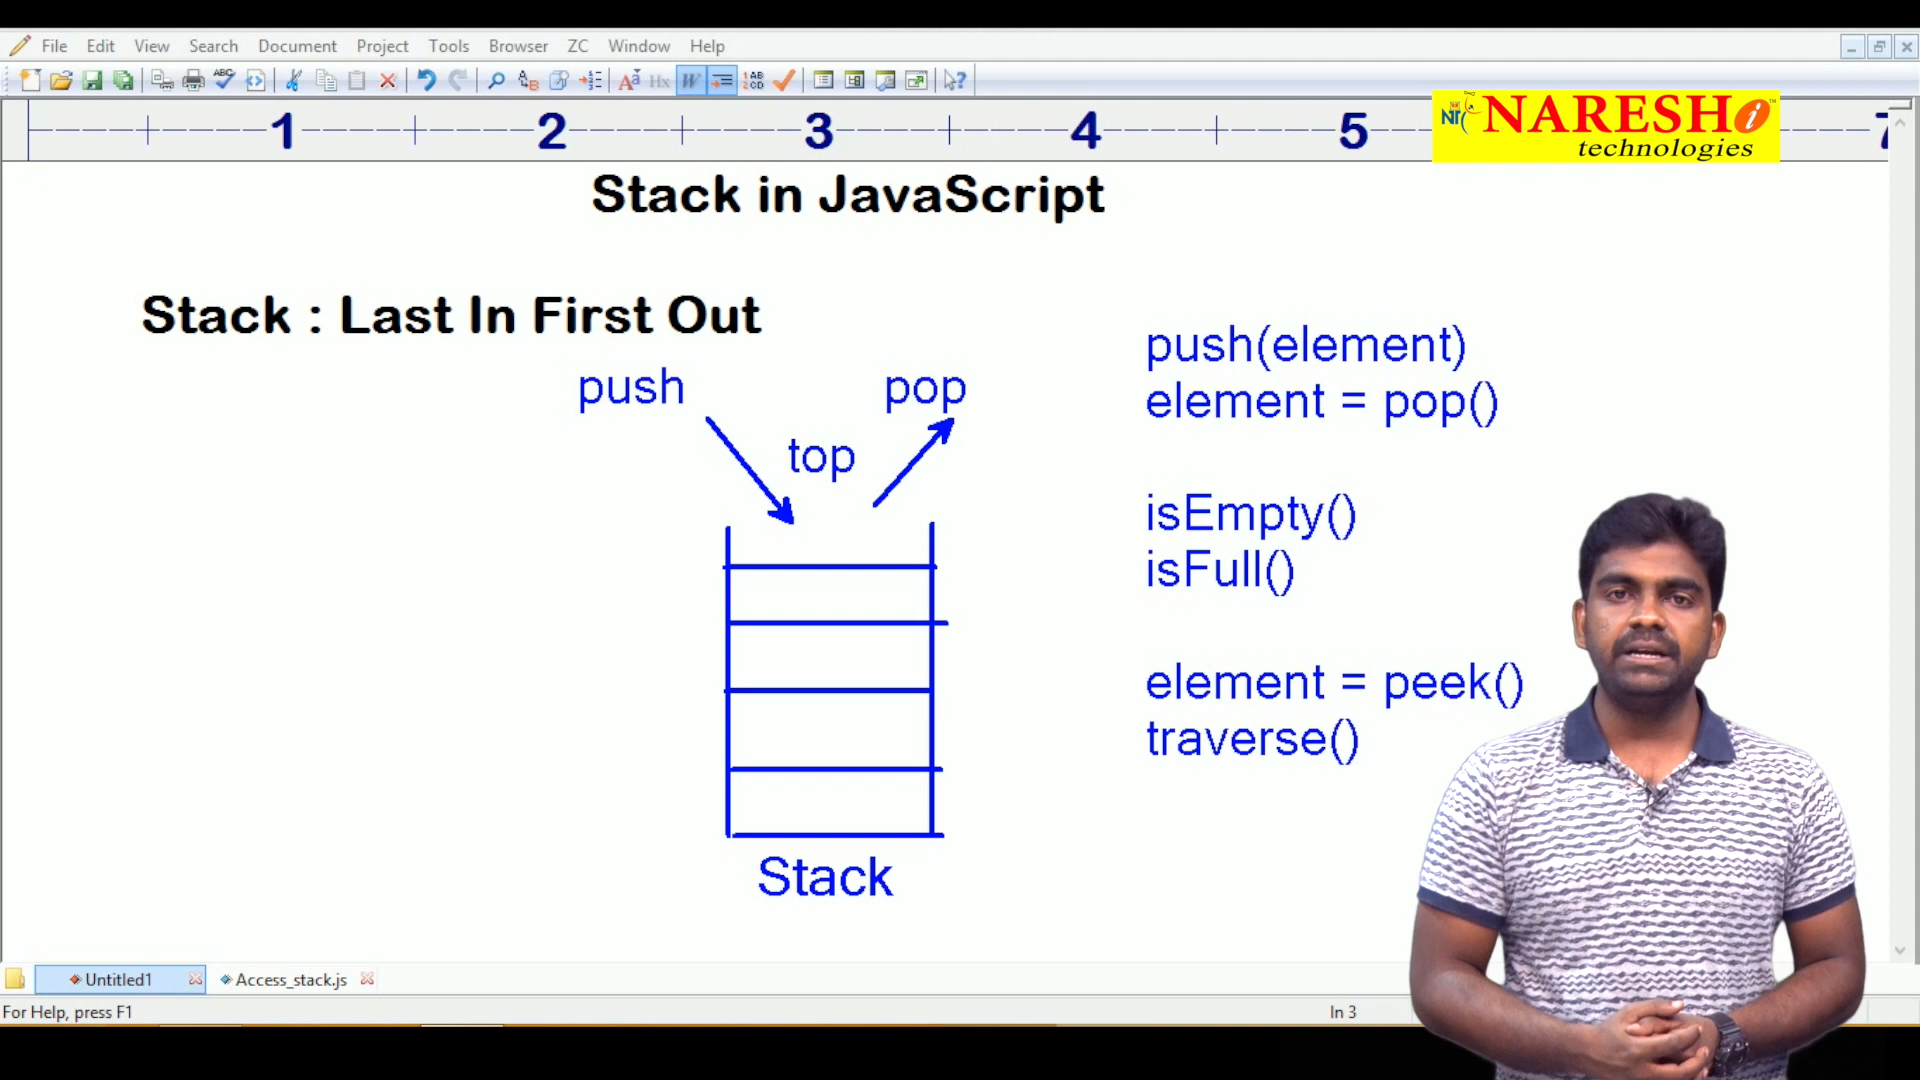 File Edit View Search Document Project Tools Browser ZC Window Help
1 2 3 4 5 7
NARESH i
technologies
Stack in JavaScript
Stack : Last In First Out
push
pop
top
Stack
push(element)
element = pop()
isEmpty()
isFull()
element = peek()
traverse()
Untitled1 Access_stack.js
For Help, press F1
ln 3